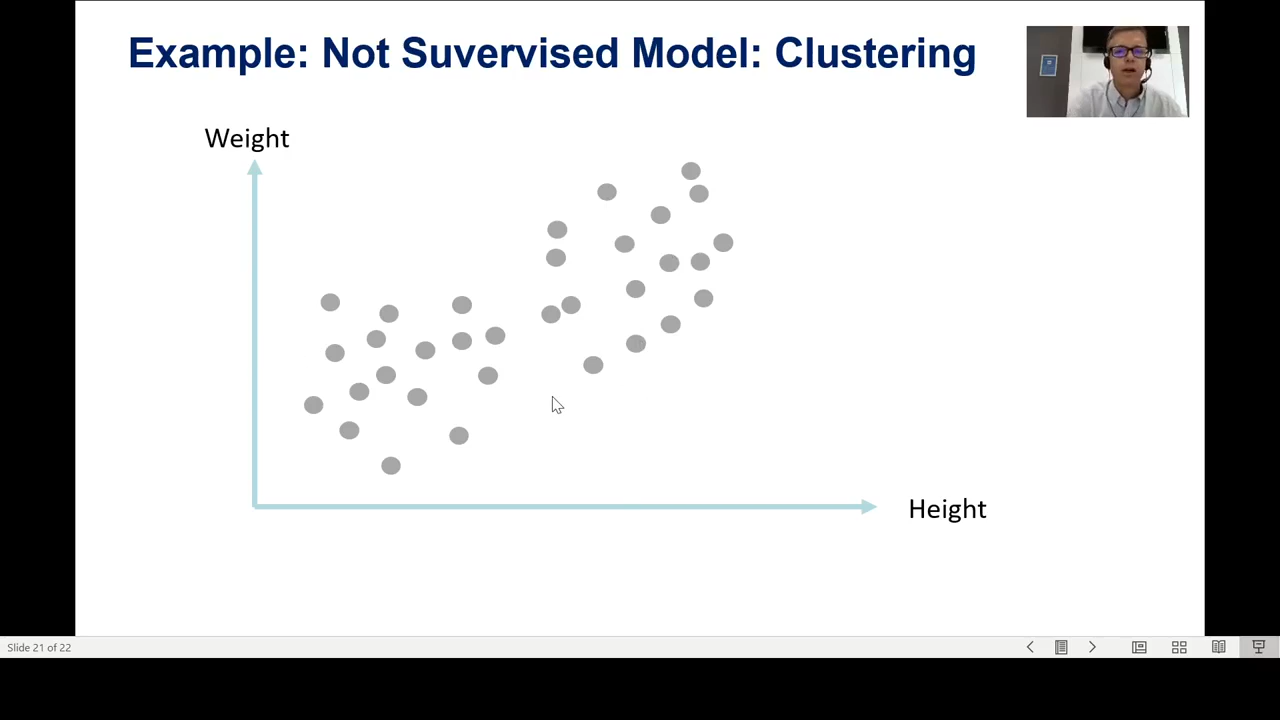 Example: Not Suvervised Model: Clustering
Weight
Height
Slide 21 of 22